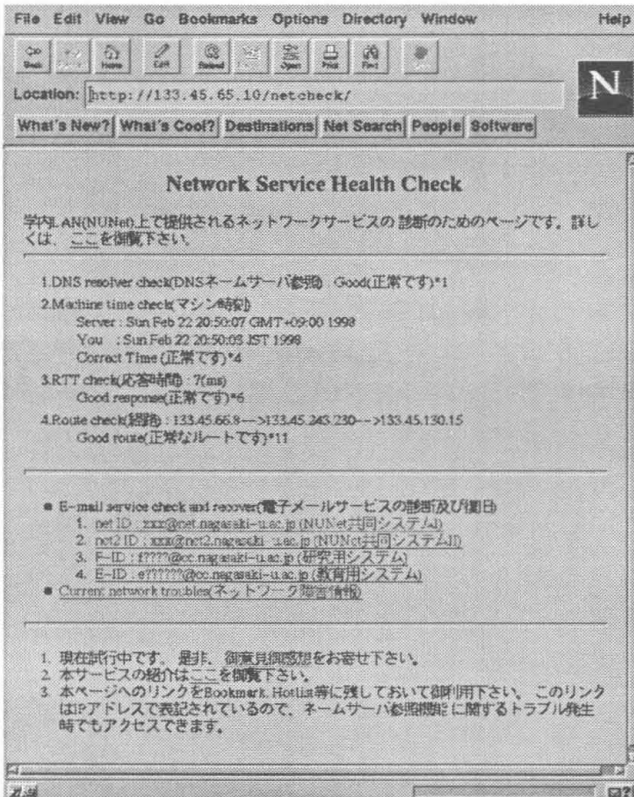 File Edit View Go Bookmarks Options Directory Window Help
Back Home Edit Reload Open Print Find
Location: http://133.45.65.10/netcheck/
N
What's New? What's Cool? Destinations Net Search People Software
Network Service Health Check
学内LAN(NUNet)上で提供されるネットワークサービスの 診断のためのページです。詳し
くは、 ここを御覧下さい。
1.DNS resolver check(DNSネームサーバ参照) : Good(正常です)*1
2.Machine time check(マシン時刻)
Server : Sun Feb 22 20:50:07 GMT+09:00 1998
You : Sun Feb 22 20:50:03 JST 1998
Correct Time (正常です)*4
3.RTT check(応答時間) : 7(ms)
Good response(正常です)*6
4.Route check(経路) : 133.45.66.8--->133.45.243.230-->133.45.130.15
Good route(正常なルートです)*11
E-mail service check and recover(電子メールサービスの診断及び復旧)
1. net ID : xxx@net.nagasaki-u.ac.jp (NUNet共同システムI)
2. net2 ID : xxx@net2.nagasaki-u.ac.jp (NUNet共同システムII)
3. F-ID : f????@cc.nagasaki-u.ac.jp (研究用システム)
4. E-ID : e??????@cc.nagasaki-u.ac.jp (教育用システム)
Current network troubles(ネットワーク障害情報)
1. 現在試行中です。 是非、 御意見御感想をお寄せ下さい。
2. 本サービスの紹介はここを御覧下さい。
3. 本ページへのリンクをBookmark, Hotlist等に残しておいて御利用下さい。 このリンク
はIPアドレスで表記されているので、ネームサーバ参照機能 に関するトラブル発生
時でもアクセスできます。